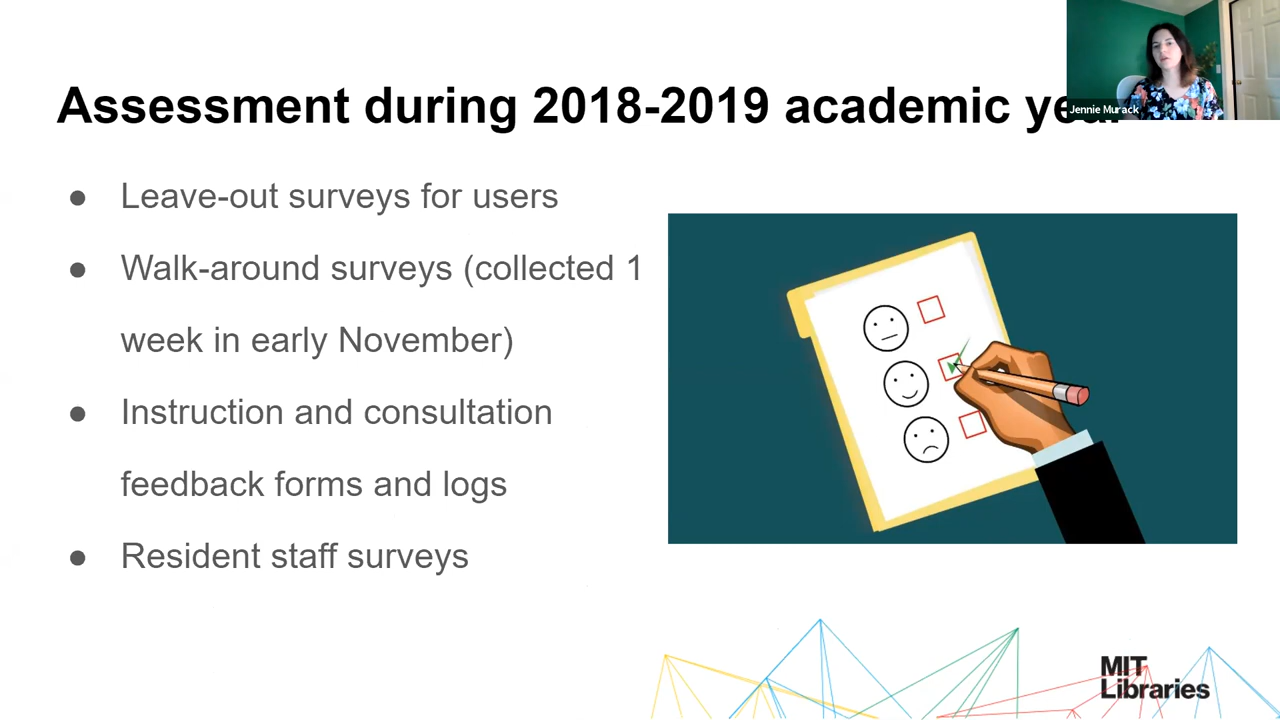 Assessment during 2018-2019 academic year
Jennie Murack
● Leave-out surveys for users
● Walk-around surveys (collected 1
week in early November)
● Instruction and consultation
feedback forms and logs
● Resident staff surveys
MIT
Libraries